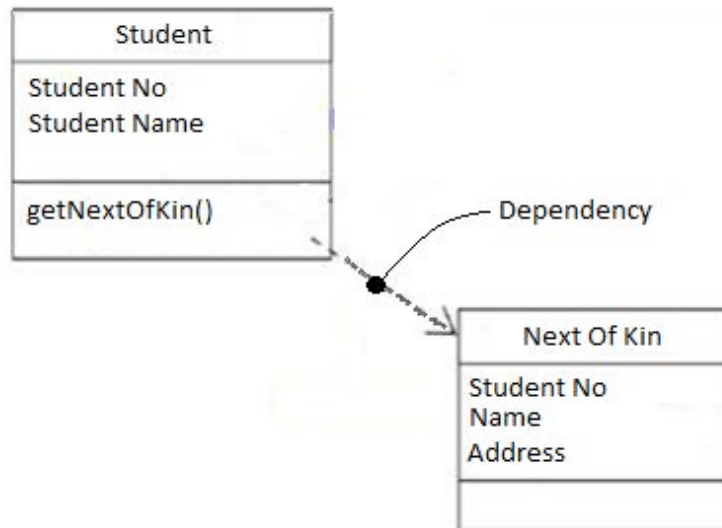 Student
Student No
Student Name
getNextOfKin()
Dependency
Next Of Kin
Student No
Name
Address